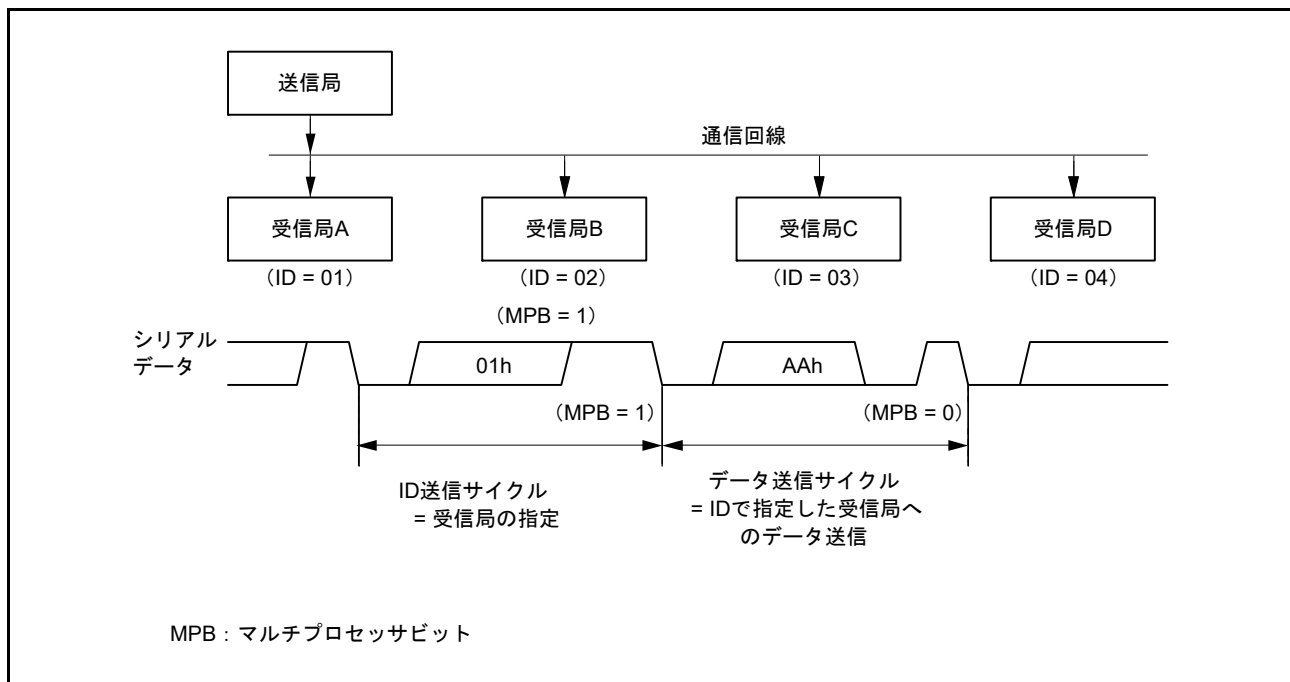 送信局
通信回線
受信局A
受信局B
受信局C
受信局D
（ID = 01）
（ID = 02）
（ID = 03）
（ID = 04）
（MPB = 1）
シリアル
データ
01h
AAh
（MPB = 1）
（MPB = 0）
ID送信サイクル
= 受信局の指定
データ送信サイクル
= IDで指定した受信局へ
のデータ送信
MPB：マルチプロセッサビット